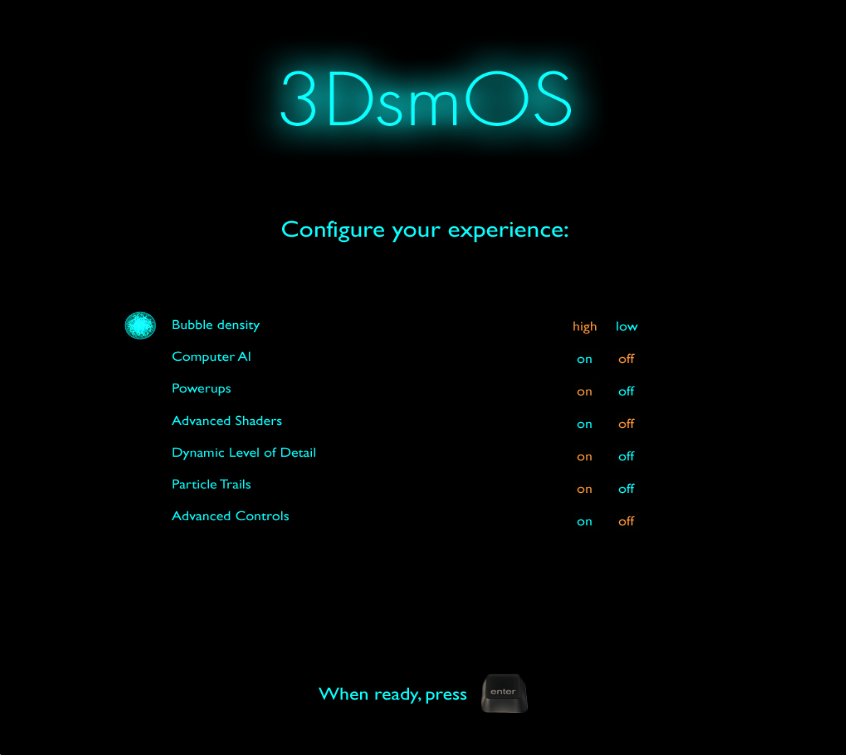 3DsmOS
Configure your experience:
Bubble density high low
Computer AI on off
Powerups on off
Advanced Shaders on off
Dynamic Level of Detail on off
Particle Trails on off
Advanced Controls on off
When ready, press enter